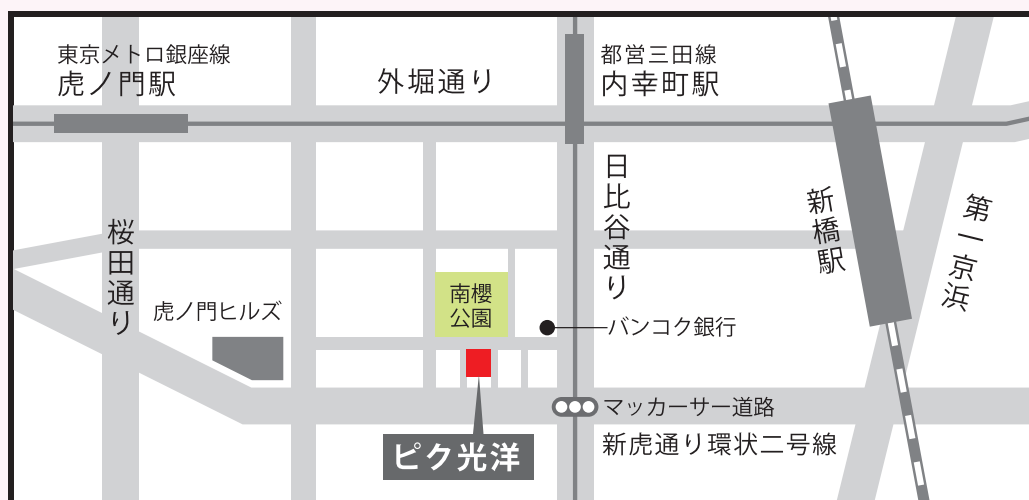 東京メトロ銀座線
虎ノ門駅
外堀通り
都営三田線
内幸町駅
日比谷通り
新橋駅
第一京浜
桜田通り
虎ノ門ヒルズ
南櫻
公園
バンコク銀行
マッカーサー道路
新虎通り環状二号線
ピク光洋